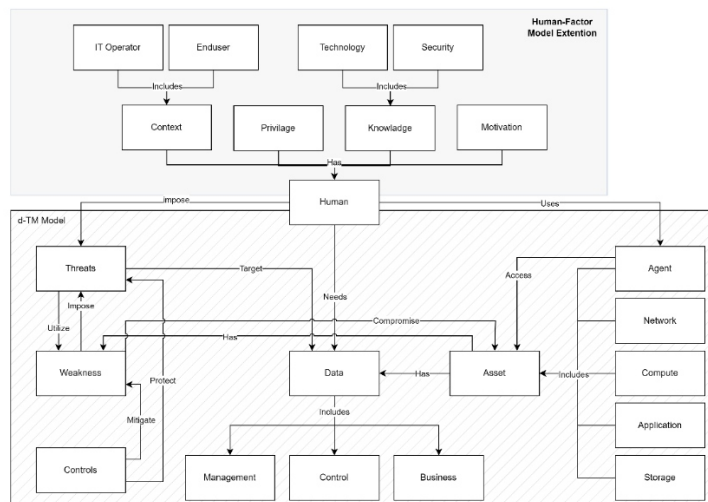 Human-Factor
Model Extention
IT Operator
Enduser
Technology
Security
Includes
Includes
Context
Privilage
Knowladge
Motivation
Has
Human
Impose
Uses
d-TM Model
Threats
Target
Access
Agent
Needs
Impose
Utilize
Network
Compromise
Has
Weakness
Protect
Data
Has
Asset
Includes
Compute
Mitigate
Includes
Application
Controls
Management
Control
Business
Storage